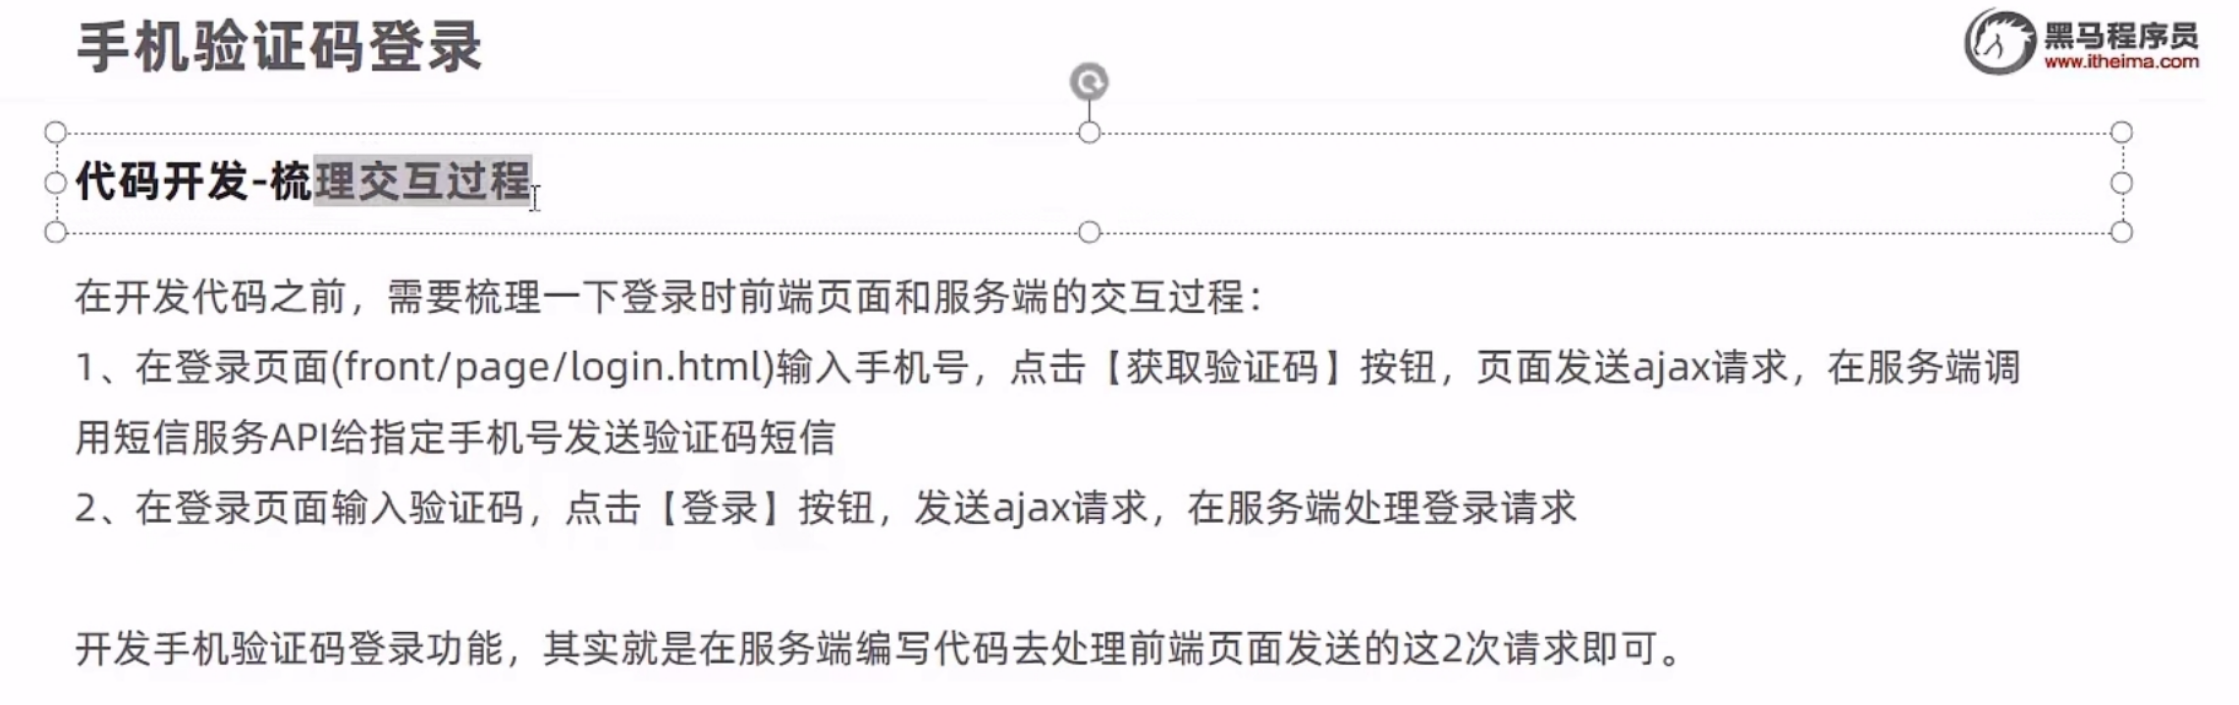 手机验证码登录
黑马程序员
www.itheima.com
代码开发-梳理交互过程
在开发代码之前，需要梳理一下登录时前端页面和服务端的交互过程：
1、在登录页面(front/page/login.html)输入手机号，点击【获取验证码】按钮，页面发送ajax请求，在服务端调
用短信服务API给指定手机号发送验证码短信
2、在登录页面输入验证码，点击【登录】按钮，发送ajax请求，在服务端处理登录请求
开发手机验证码登录功能，其实就是在服务端编写代码去处理前端页面发送的这2次请求即可。